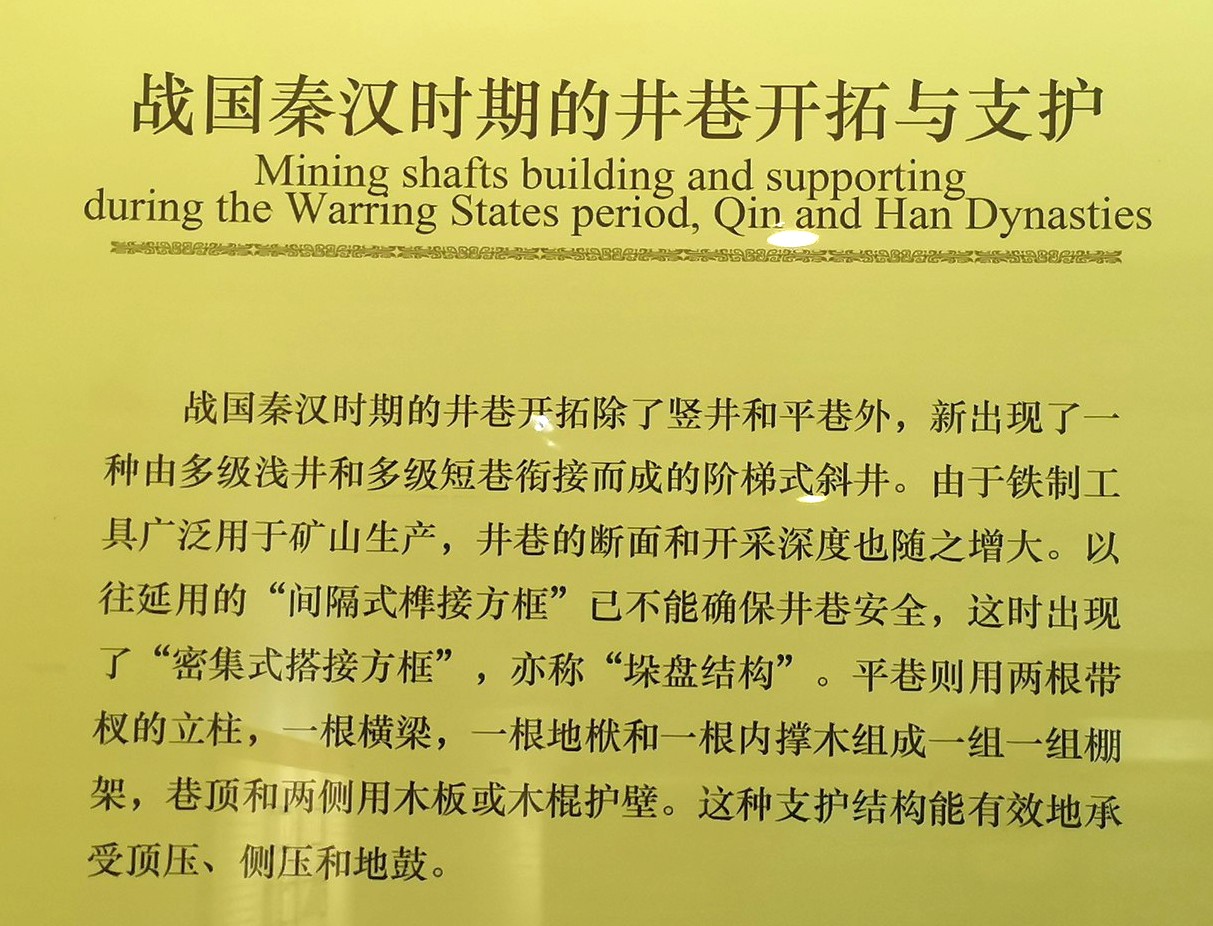 战国秦汉时期的井巷开拓与支护
Mining shafts building and supporting
during the Warring States period, Qin and Han Dynasties
战国秦汉时期的井巷开拓除了竖井和平巷外，新出现了一
种由多级浅井和多级短巷衔接而成的阶梯式斜井。由于铁制工
具广泛用于矿山生产，井巷的断面和开采深度也随之增大。以
往延用的“间隔式榫接方框”已不能确保井巷安全，这时出现
了“密集式搭接方框”，亦称“垛盘结构”。平巷则用两根带
杈的立柱，一根横梁，一根地栿和一根内撑木组成一组一组棚
架，巷顶和两侧用木板或木棍护壁。这种支护结构能有效地承
受顶压、侧压和地鼓。